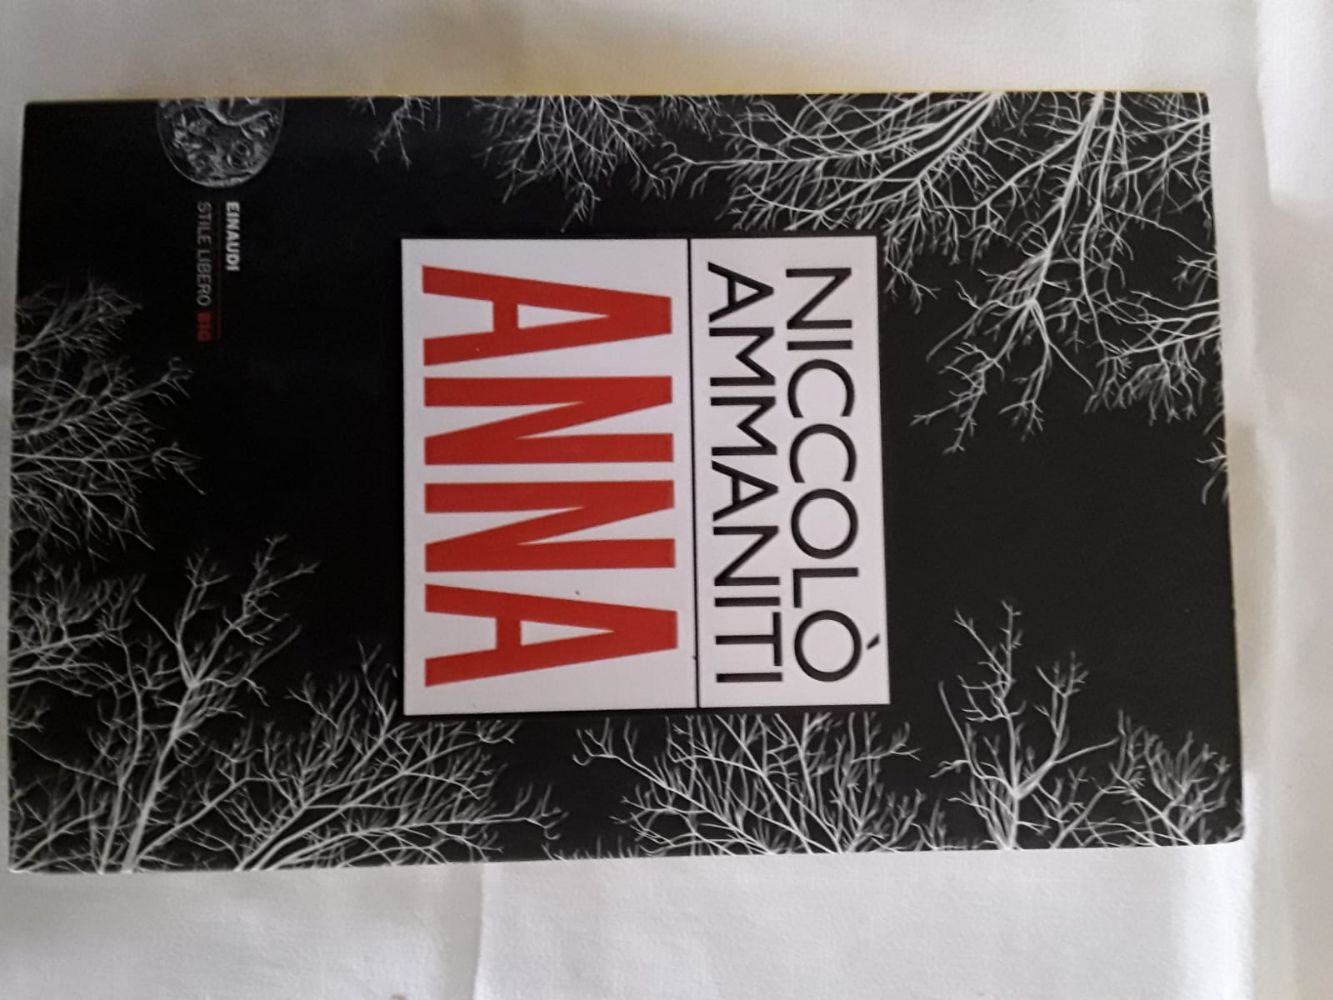 NICCOLÒ
AMMANITI
ANNA
EINAUDI
STILE LIBERO BIG